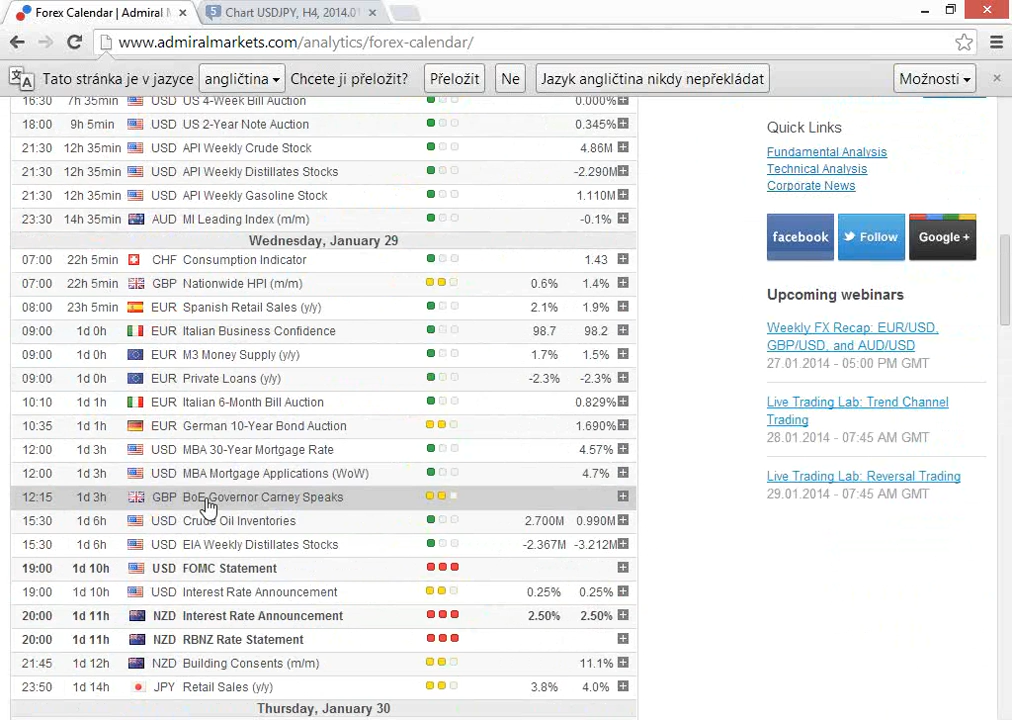 Forex Calendar | Admiral M
Chart USDJPY, H4, 2014.01
www.admiralmarkets.com/analytics/forex-calendar/
Tato stránka je v jazyce angličtina Chcete ji přeložit? Přeložit Ne Jazyk angličtina nikdy nepřekládat Možnosti
16:30 7h 35min USD US 4-Week Bill Auction 0.000%
18:00 9h 5min USD US 2-Year Note Auction 0.345%
21:30 12h 35min USD API Weekly Crude Stock 4.86M
21:30 12h 35min USD API Weekly Distillates Stocks -2.290M
21:30 12h 35min USD API Weekly Gasoline Stock 1.110M
23:30 14h 35min AUD MI Leading Index (m/m) -0.1%
Wednesday, January 29
07:00 22h 5min CHF Consumption Indicator 1.43
07:00 22h 5min GBP Nationwide HPI (m/m) 0.6% 1.4%
08:00 23h 5min EUR Spanish Retail Sales (y/y) 2.1% 1.9%
09:00 1d 0h EUR Italian Business Confidence 98.7 98.2
09:00 1d 0h EUR M3 Money Supply (y/y) 1.7% 1.5%
09:00 1d 0h EUR Private Loans (y/y) -2.3% -2.3%
10:10 1d 1h EUR Italian 6-Month Bill Auction 0.829%
10:35 1d 1h EUR German 10-Year Bond Auction 1.690%
12:00 1d 3h USD MBA 30-Year Mortgage Rate 4.57%
12:00 1d 3h USD MBA Mortgage Applications (WoW) 4.7%
12:15 1d 3h GBP BoE Governor Carney Speaks
15:30 1d 6h USD Crude Oil Inventories 2.700M 0.990M
15:30 1d 6h USD EIA Weekly Distillates Stocks -2.367M -3.212M
19:00 1d 10h USD FOMC Statement
19:00 1d 10h USD Interest Rate Announcement 0.25% 0.25%
20:00 1d 11h NZD Interest Rate Announcement 2.50% 2.50%
20:00 1d 11h NZD RBNZ Rate Statement
21:45 1d 12h NZD Building Consents (m/m) 11.1%
23:50 1d 14h JPY Retail Sales (y/y) 3.8% 4.0%
Thursday, January 30
Quick Links
Fundamental Analysis
Technical Analysis
Corporate News
facebook Follow Google +
Upcoming webinars
Weekly FX Recap: EUR/USD,
GBP/USD, and AUD/USD
27.01.2014 - 05:00 PM GMT
Live Trading Lab: Trend Channel
Trading
28.01.2014 - 07:45 AM GMT
Live Trading Lab: Reversal Trading
29.01.2014 - 07:45 AM GMT